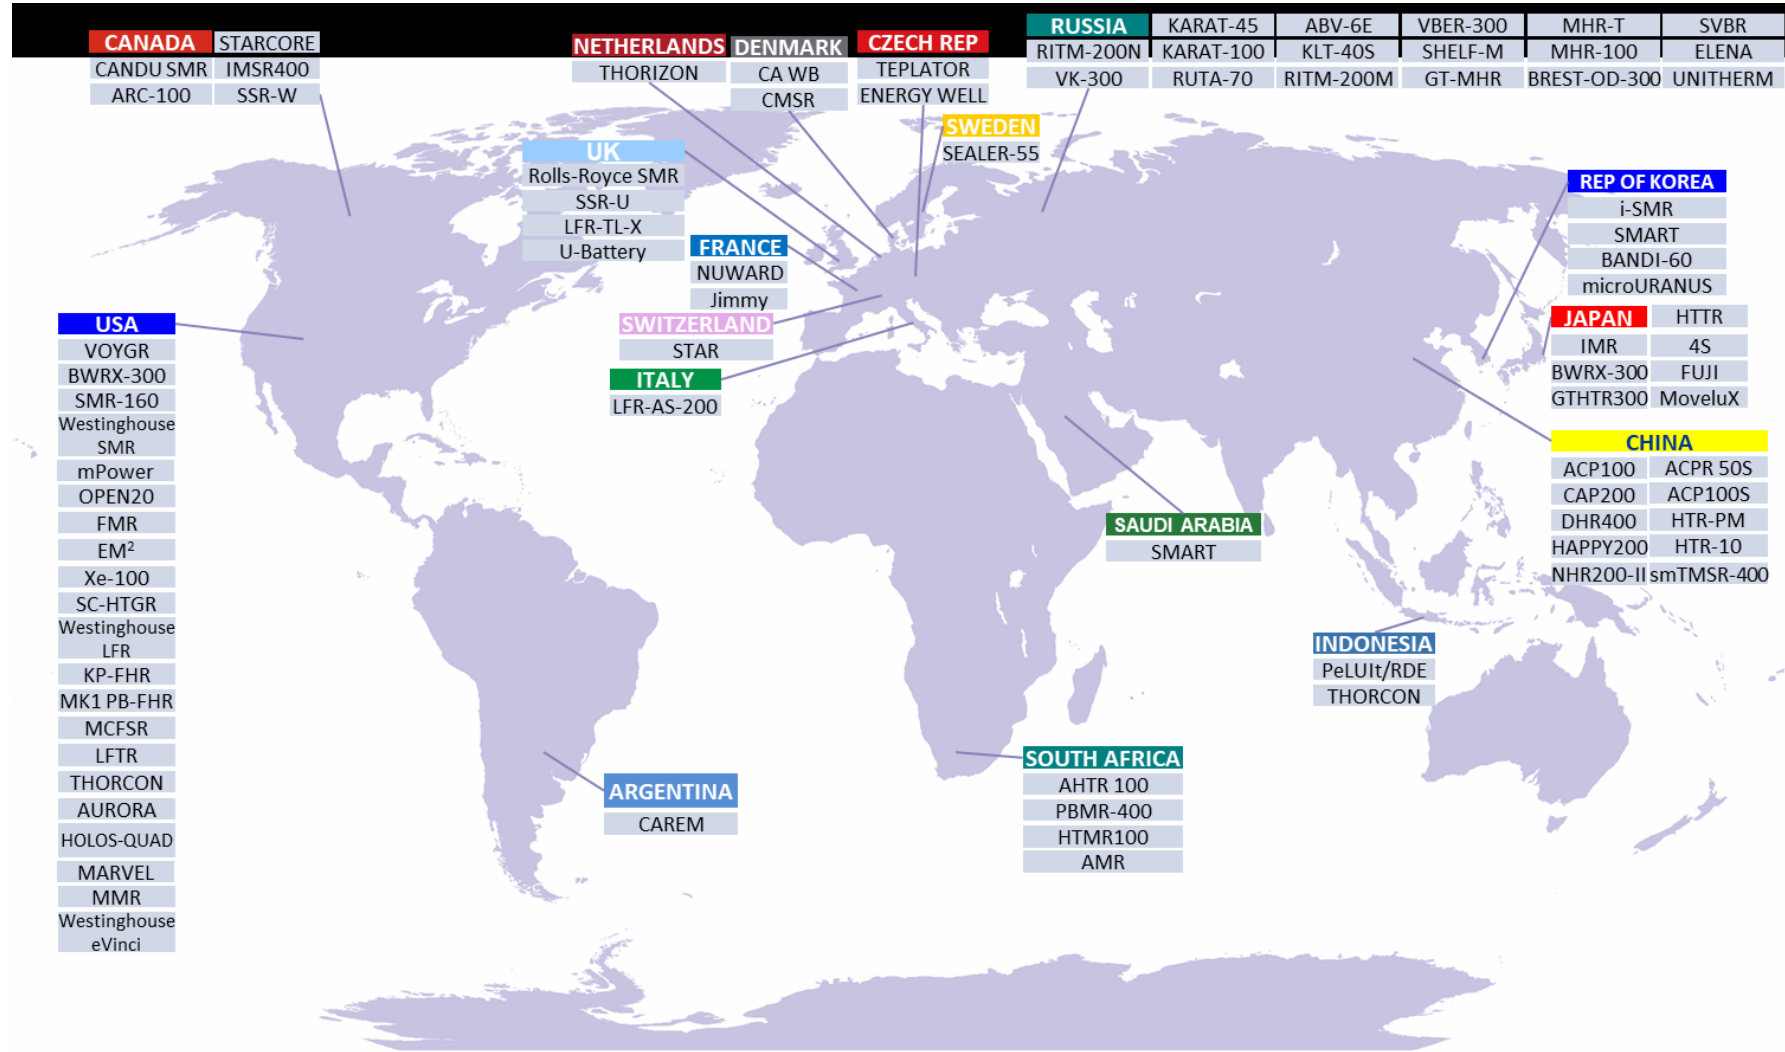 CANADA STARCORE
CANDU SMR IMSR400
ARC-100 SSR-W
NETHERLANDS
THORIZON
DENMARK
CA WB
CMSR
CZECH REP
TEPLATOR
ENERGY WELL
RUSSIA KARAT-45 ABV-6E VBER-300 MHR-T SVBR
RITM-200N KARAT-100 KLT-40S SHELF-M MHR-100 ELENA
VK-300 RUTA-70 RITM-200M GT-MHR BREST-OD-300 UNITHERM
SWEDEN
SEALER-55
UK
Rolls-Royce SMR
SSR-U
LFR-TL-X
U-Battery
REP OF KOREA
i-SMR
SMART
BANDI-60
microURANUS
FRANCE
NUWARD
Jimmy
SWITZERLAND
STAR
ITALY
LFR-AS-200
JAPAN HTTR
IMR 4S
BWRX-300 FUJI
GTHTR300 MoveluX
USA
VOYGR
BWRX-300
SMR-160
Westinghouse
SMR
mPower
OPEN20
FMR
EM²
Xe-100
SC-HTGR
Westinghouse
LFR
KP-FHR
MK1 PB-FHR
MCFSR
LFTR
THORCON
AURORA
HOLOS-QUAD
MARVEL
MMR
Westinghouse
eVinci
CHINA
ACP100 ACPR 50S
CAP200 ACP100S
DHR400 HTR-PM
HAPPY200 HTR-10
NHR200-II smTMSR-400
SAUDI ARABIA
SMART
INDONESIA
PeLUIt/RDE
THORCON
SOUTH AFRICA
AHTR 100
PBMR-400
HTMR100
AMR
ARGENTINA
CAREM